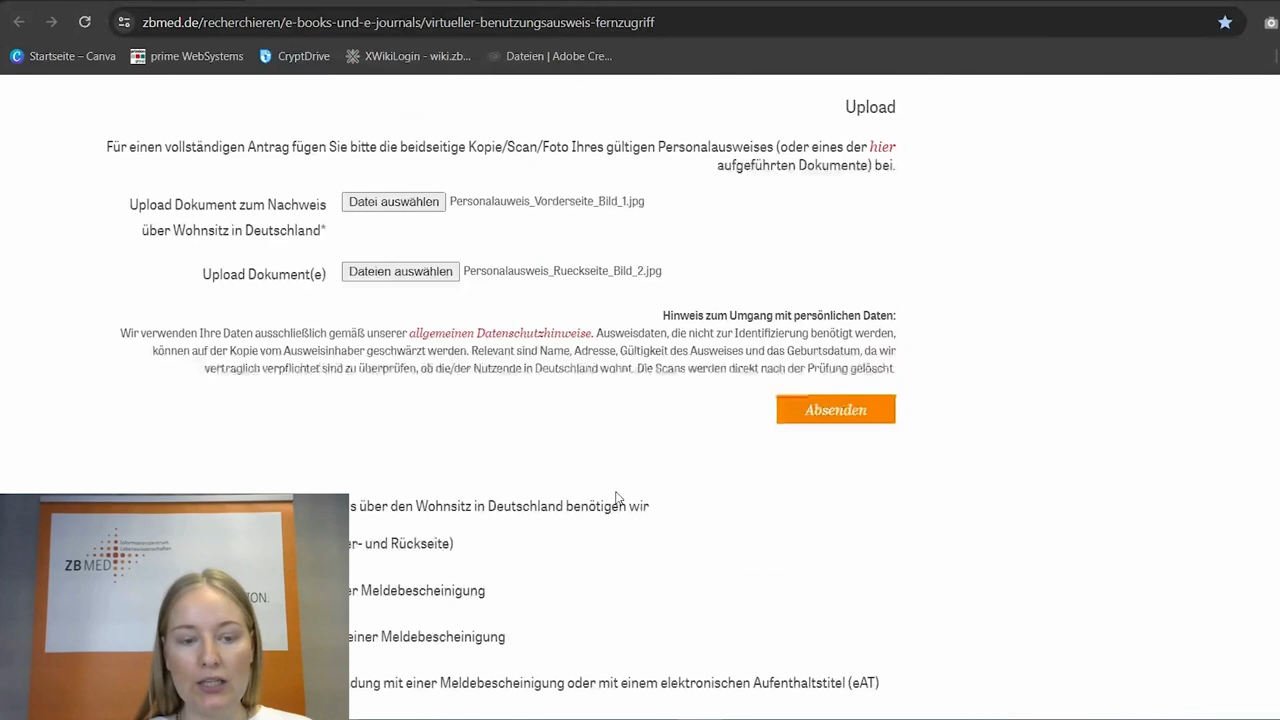 zbmed.de/recherchieren/e-books-und-e-journals/virtueller-benutzungsausweis-fernzugriff
Startseite – Canva prime WebSystems CryptDrive XWikiLogin - wiki.zb... Dateien | Adobe Cre...
Upload
Für einen vollständigen Antrag fügen Sie bitte die beidseitige Kopie/Scan/Foto Ihres gültigen Personalausweises (oder eines der hier
aufgeführten Dokumente) bei.
Upload Dokument zum Nachweis
über Wohnsitz in Deutschland*
Datei auswählen Personalauweis_Vorderseite_Bild_1.jpg
Upload Dokument(e) Dateien auswählen Personalausweis_Rueckseite_Bild_2.jpg
Hinweis zum Umgang mit persönlichen Daten:
Wir verwenden Ihre Daten ausschließlich gemäß unserer allgemeinen Datenschutzhinweise. Ausweisdaten, die nicht zur Identifizierung benötigt werden,
können auf der Kopie vom Ausweisinhaber geschwärzt werden. Relevant sind Name, Adresse, Gültigkeit des Ausweises und das Geburtsdatum, da wir
vertraglich verpflichtet sind zu überprüfen, ob die/der Nutzende in Deutschland wohnt. Die Scans werden direkt nach der Prüfung gelöscht.
Absenden
s über den Wohnsitz in Deutschland benötigen wir
er- und Rückseite)
er Meldebescheinigung
einer Meldebescheinigung
dung mit einer Meldebescheinigung oder mit einem elektronischen Aufenthaltstitel (eAT)
ZB MED
Informationszentrum
Lebenswissenschaften
ION.